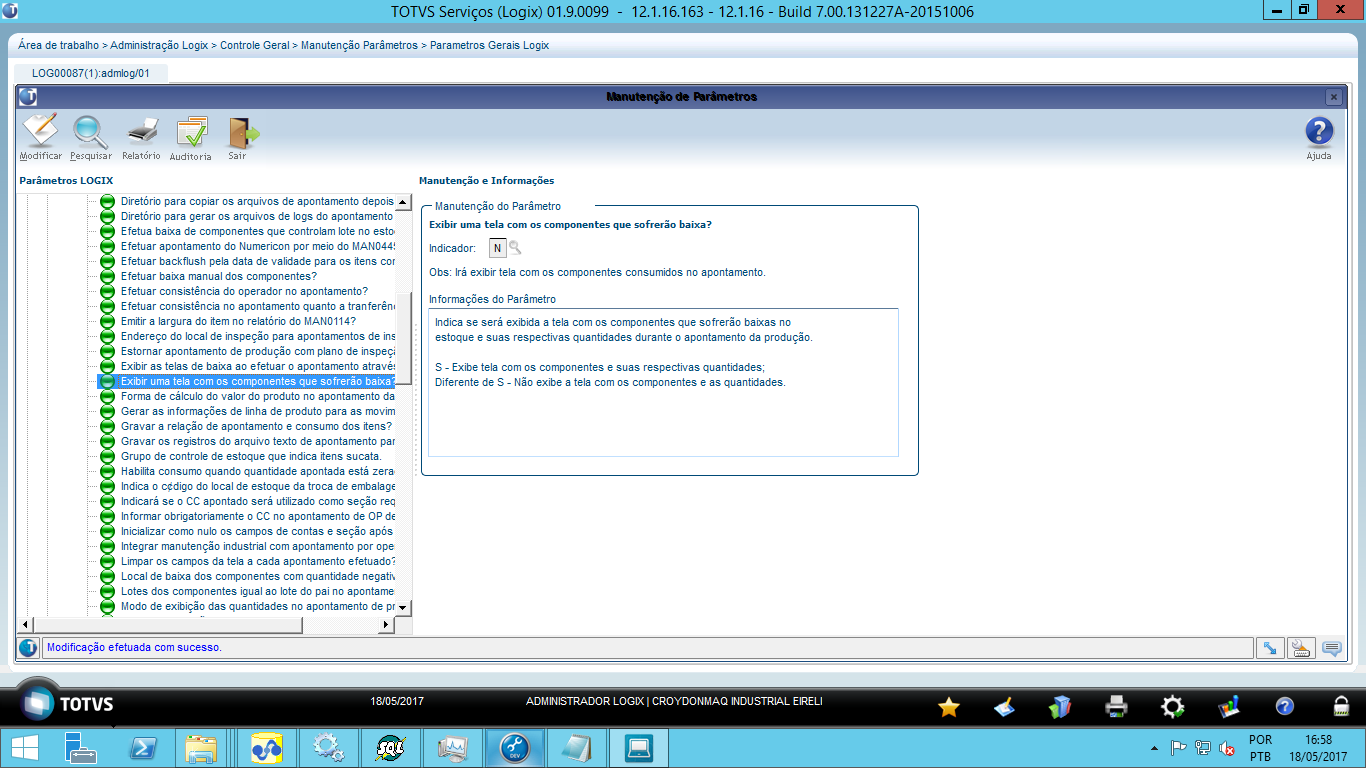 TOTVS Serviços (Logix) 01.9.0099 - 12.1.16.163 - 12.1.16 - Build 7.00.131227A-20151006
Área de trabalho > Administração Logix > Controle Geral > Manutenção Parâmetros > Parametros Gerais Logix
LOG00087(1):admlog/01
Manutenção de Parâmetros
Modificar
Pesquisar
Relatório
Auditoria
Sair
Ajuda
Parâmetros LOGIX
Diretório para copiar os arquivos de apontamento depois
Diretório para gerar os arquivos de logs do apontamento
Efetua baixa de componentes que controlam lote no esto
Efetuar apontamento do Numericon por meio do MAN044
Efetuar backflush pela data de validade para os itens cor
Efetuar baixa manual dos componentes?
Efetuar consistência do operador no apontamento?
Efetuar consistência no apontamento quanto a tranferên
Emitir a largura do item no relatório do MAN0114?
Endereço do local de inspeção para apontamentos de ins
Estornar apontamento de produção com plano de inspeç
Exibir as telas de baixa ao efetuar o apontamento atravé
Exibir uma tela com os componentes que sofrerão baixa?
Forma de cálculo do valor do produto no apontamento da
Gerar as informações de linha de produto para as movim
Gravar a relação de apontamento e consumo dos itens?
Gravar os registros do arquivo texto de apontamento par
Grupo de controle de estoque que indica itens sucata.
Habilita consumo quando quantidade apontada está zera
Indica o c¢digo do local de estoque da troca de embalage
Indicará se o CC apontado será utilizado como seção req
Informar obrigatoriamente o CC no apontamento de OP de
Inicializar como nulo os campos de contas e seção após
Integrar manutenção industrial com apontamento por ope
Limpar os campos da tela a cada apontamento efetuado?
Local de baixa dos componentes com quantidade negativ
Lotes dos componentes igual ao lote do pai no apontame
Modo de exibição das quantidades no apontamento de pr
Manutenção e Informações
Manutenção do Parâmetro
Exibir uma tela com os componentes que sofrerão baixa?
Indicador: N
Obs: Irá exibir tela com os componentes consumidos no apontamento.
Informações do Parâmetro
Indica se será exibida a tela com os componentes que sofrerão baixas no
estoque e suas respectivas quantidades durante o apontamento da produção.
S - Exibe tela com os componentes e suas respectivas quantidades;
Diferente de S - Não exibe a tela com os componentes e as quantidades.
Modificação efetuada com sucesso.
TOTVS
18/05/2017
ADMINISTRADOR LOGIX | CROYDONMAQ INDUSTRIAL EIRELI
SQL
DEV
POR
PTB
16:58
18/05/2017